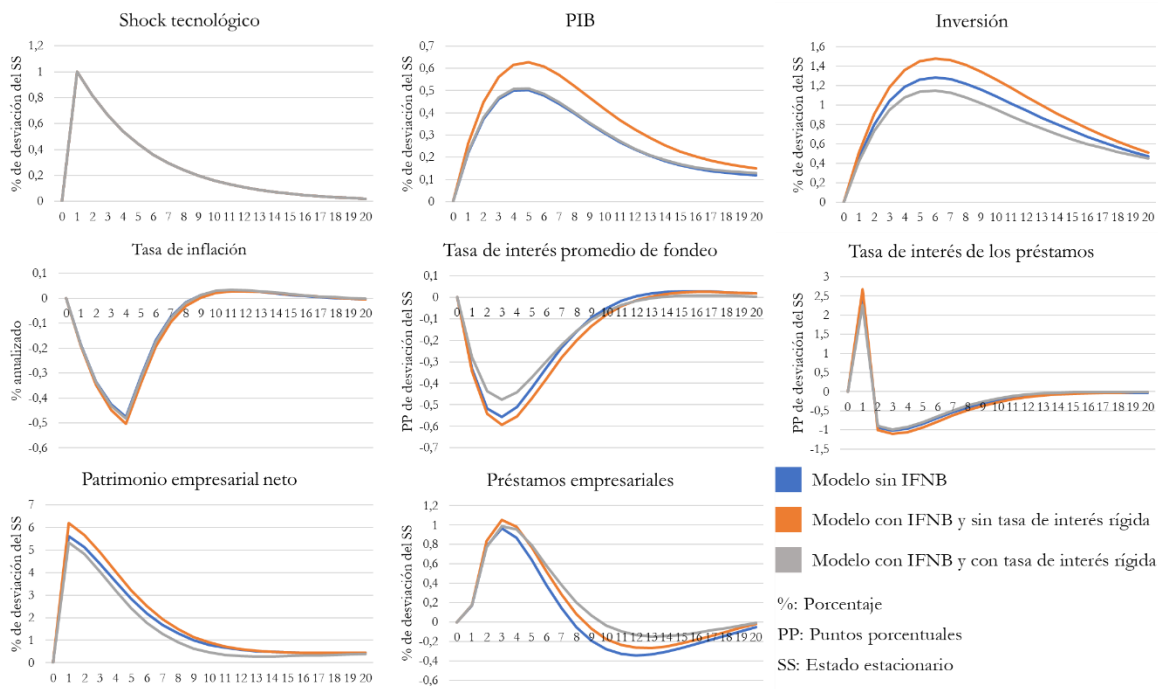 Shock tecnológico
% de desviación del SS
1,2
1
0,8
0,6
0,4
0,2
0
0 1 2 3 4 5 6 7 8 9 10 11 12 13 14 15 16 17 18 19 20
PIB
% de desviación del SS
0,7
0,6
0,5
0,4
0,3
0,2
0,1
0
0 1 2 3 4 5 6 7 8 9 10 11 12 13 14 15 16 17 18 19 20
Inversión
% de desviación del SS
1,6
1,4
1,2
1
0,8
0,6
0,4
0,2
0
0 1 2 3 4 5 6 7 8 9 10 11 12 13 14 15 16 17 18 19 20
Tasa de inflación
% anualizado
0,1
0
-0,1
-0,2
-0,3
-0,4
-0,5
-0,6
0 1 2 3 4 5 6 7 8 9 10 11 12 13 14 15 16 17 18 19 20
Tasa de interés promedio de fondeo
PP de desviación del SS
0,1
0
-0,1
-0,2
-0,3
-0,4
-0,5
-0,6
-0,7
0 1 2 3 4 5 6 7 8 9 10 11 12 13 14 15 16 17 18 19 20
Tasa de interés de los préstamos
PP de desviación del SS
3
2,5
2
1,5
1
0,5
0
-0,5
-1
-1,5
0 1 2 3 4 5 6 7 8 9 10 11 12 13 14 15 16 17 18 19 20
Patrimonio empresarial neto
% de desviación del SS
7
6
5
4
3
2
1
0
0 1 2 3 4 5 6 7 8 9 10 11 12 13 14 15 16 17 18 19 20
Préstamos empresariales
% de desviación del SS
1,2
1
0,8
0,6
0,4
0,2
0
-0,2
-0,4
-0,6
0 1 2 3 4 5 6 7 8 9 10 11 12 13 14 15 16 17 18 19 20
Modelo sin IFNB
Modelo con IFNB y sin tasa de interés rígida
Modelo con IFNB y con tasa de interés rígida
%: Porcentaje
PP: Puntos porcentuales
SS: Estado estacionario